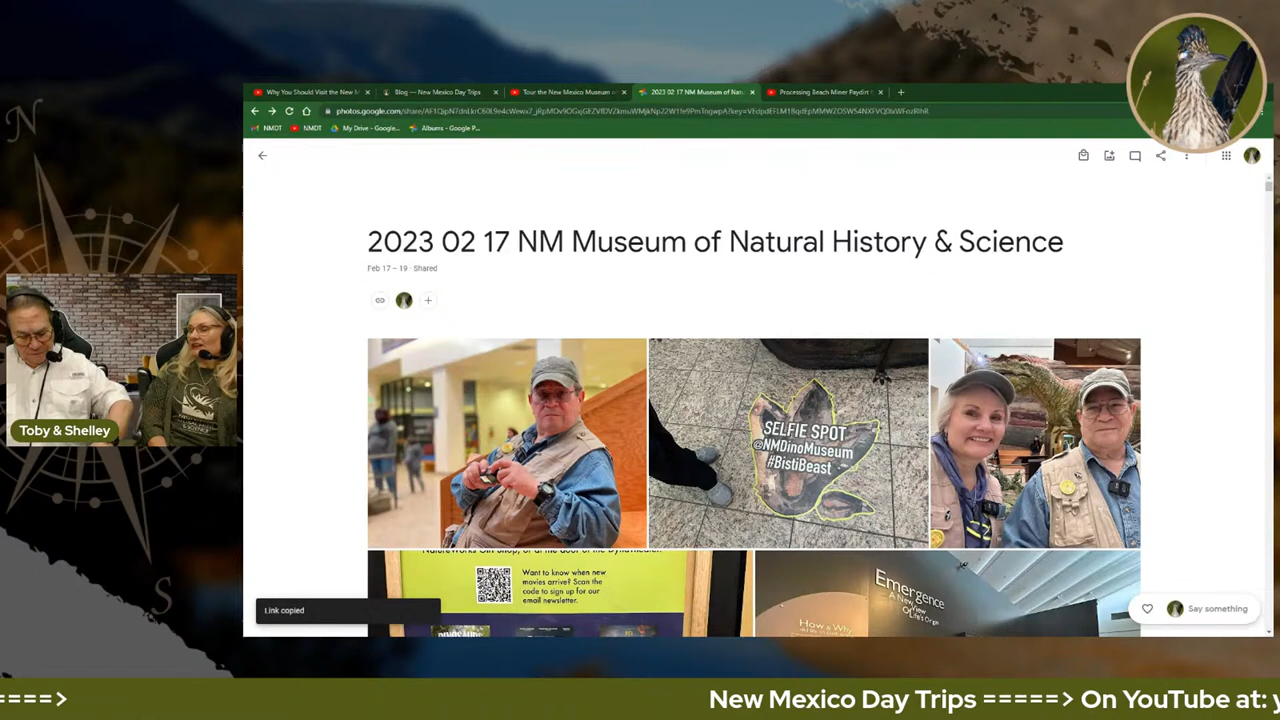 Why You Should Visit the New M
Blog — New Mexico Day Trips
Tour the New Mexico Museum o
2023 02 17 NM Museum of Natu
Processing Beach Miner Paydirt
NMDT
NMDT
My Drive - Google...
Albums - Google P...
2023 02 17 NM Museum of Natural History & Science
Feb 17 – 19 · Shared
SELFIE SPOT
@NMDinoMuseum
#BistiBeast
Toby & Shelley
Want to know when new
movies arrive? Scan the
code to sign up for our
email newsletter.
Emergence
A New View
of Life's Orig
How & Why
Link copied
Say something
N
S
====>
New Mexico Day Trips =====> On YouTube at: y